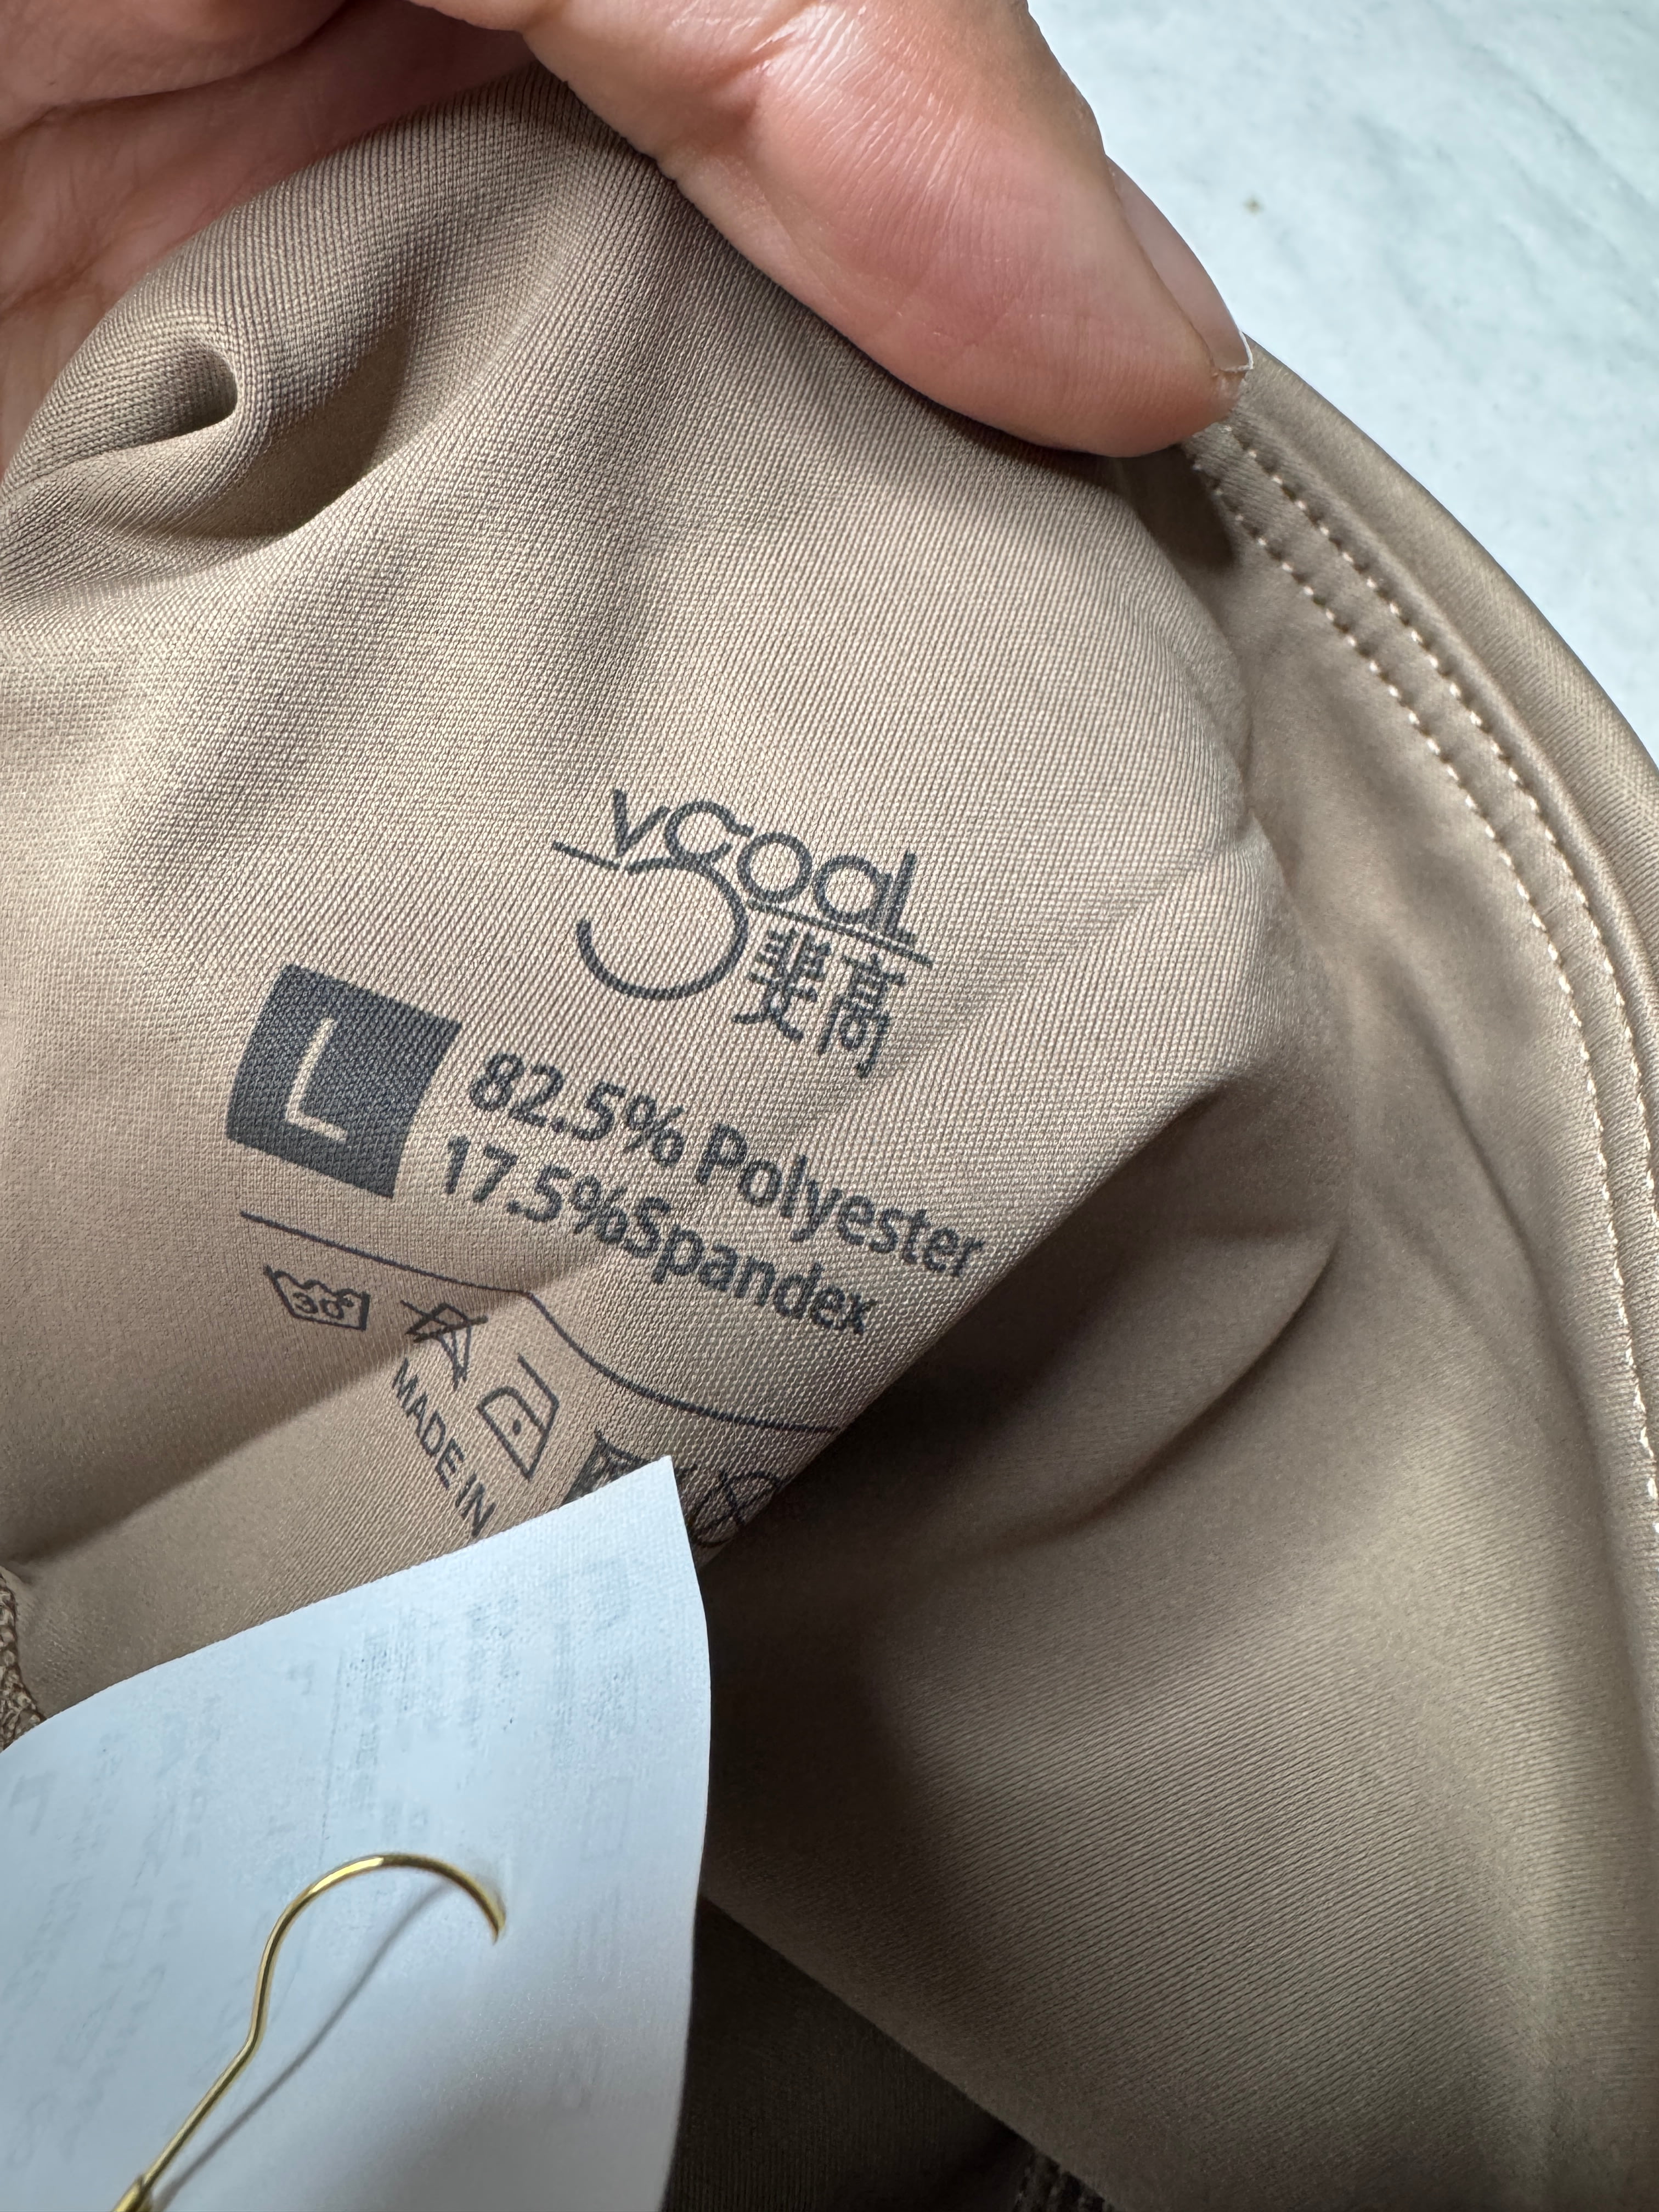 vcoal
斐高
L
82.5% Polyester
17.5%Spandex
30°
MADE IN